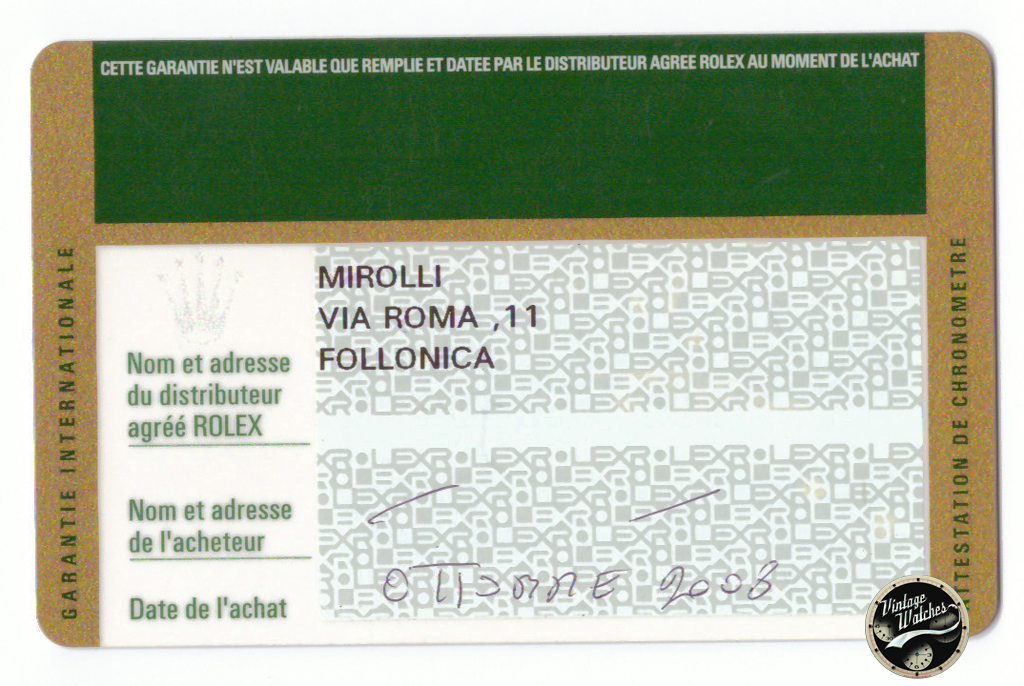 CETTE GARANTIE N'EST VALABLE QUE REMPLIE ET DATEE PAR LE DISTRIBUTEUR AGREE ROLEX AU MOMENT DE L'ACHAT
GARANTIE INTERNATIONALE
MIROLLI
VIA ROMA ,11
FOLLONICA
Nom et adresse
du distributeur
agréé ROLEX
Nom et adresse
de l'acheteur
Date de l'achat
OTTOBRE 2003
ATTESTATION DE CHRONOMETRE
Vintage
Watches